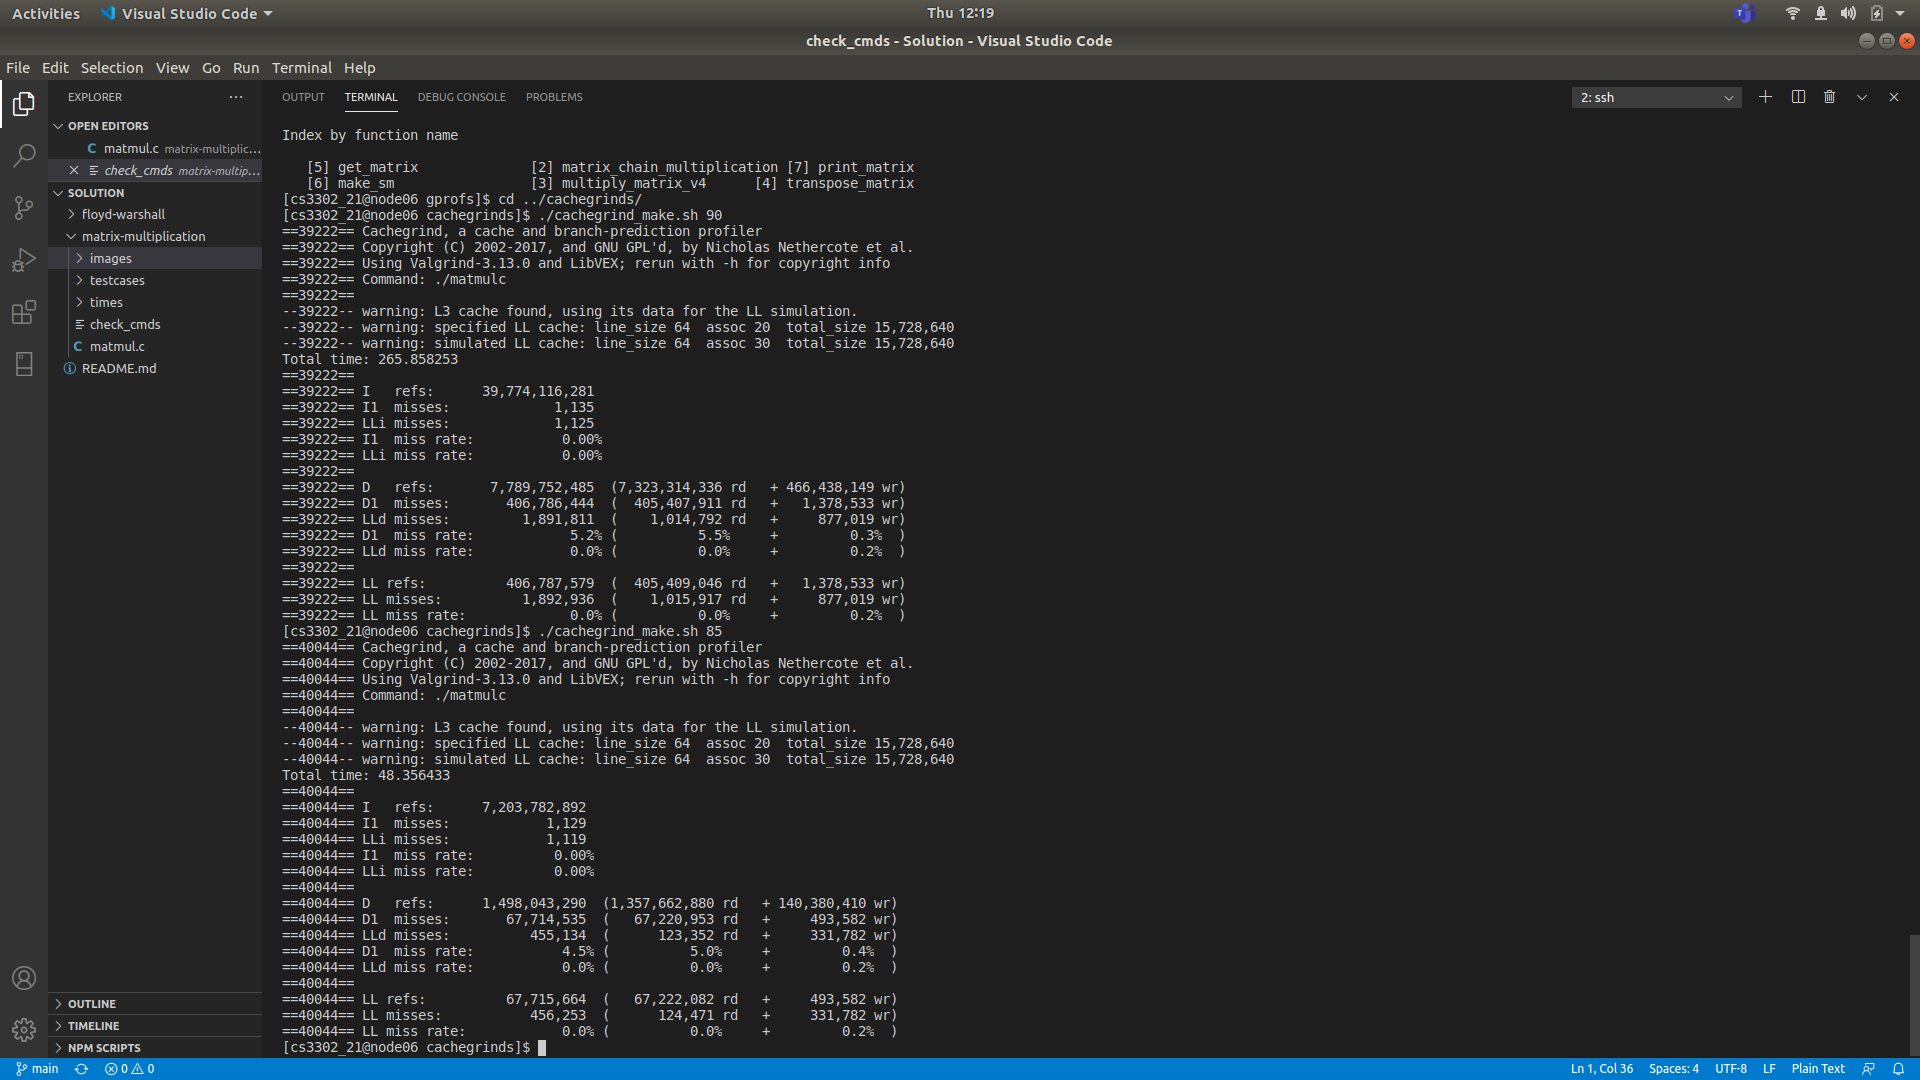 Activities Visual Studio Code Thu 12:19
check_cmds - Solution - Visual Studio Code
File Edit Selection View Go Run Terminal Help
EXPLORER
OPEN EDITORS
matmul.c matrix-multiplic...
check_cmds matrix-multip...
SOLUTION
floyd-warshall
matrix-multiplication
images
testcases
times
check_cmds
matmul.c
README.md
OUTLINE
TIMELINE
NPM SCRIPTS
OUTPUT TERMINAL DEBUG CONSOLE PROBLEMS 2: ssh
Index by function name
[5] get_matrix [2] matrix_chain_multiplication [7] print_matrix
[6] make_sm [3] multiply_matrix_v4 [4] transpose_matrix
[cs3302_21@node06 gprofs]$ cd ../cachegrinds/
[cs3302_21@node06 cachegrinds]$ ./cachegrind_make.sh 90
==39222== Cachegrind, a cache and branch-prediction profiler
==39222== Copyright (C) 2002-2017, and GNU GPL'd, by Nicholas Nethercote et al.
==39222== Using Valgrind-3.13.0 and LibVEX; rerun with -h for copyright info
==39222== Command: ./matmulc
==39222==
--39222-- warning: L3 cache found, using its data for the LL simulation.
--39222-- warning: specified LL cache: line_size 64 assoc 20 total_size 15,728,640
--39222-- warning: simulated LL cache: line_size 64 assoc 30 total_size 15,728,640
Total time: 265.858253
==39222==
==39222== I refs: 39,774,116,281
==39222== I1 misses: 1,135
==39222== LLi misses: 1,125
==39222== I1 miss rate: 0.00%
==39222== LLi miss rate: 0.00%
==39222==
==39222== D refs: 7,789,752,485 (7,323,314,336 rd + 466,438,149 wr)
==39222== D1 misses: 406,786,444 ( 405,407,911 rd + 1,378,533 wr)
==39222== LLd misses: 1,891,811 ( 1,014,792 rd + 877,019 wr)
==39222== D1 miss rate: 5.2% ( 5.5% + 0.3% )
==39222== LLd miss rate: 0.0% ( 0.0% + 0.2% )
==39222==
==39222== LL refs: 406,787,579 ( 405,409,046 rd + 1,378,533 wr)
==39222== LL misses: 1,892,936 ( 1,015,917 rd + 877,019 wr)
==39222== LL miss rate: 0.0% ( 0.0% + 0.2% )
[cs3302_21@node06 cachegrinds]$ ./cachegrind_make.sh 85
==40044== Cachegrind, a cache and branch-prediction profiler
==40044== Copyright (C) 2002-2017, and GNU GPL'd, by Nicholas Nethercote et al.
==40044== Using Valgrind-3.13.0 and LibVEX; rerun with -h for copyright info
==40044== Command: ./matmulc
==40044==
--40044-- warning: L3 cache found, using its data for the LL simulation.
--40044-- warning: specified LL cache: line_size 64 assoc 20 total_size 15,728,640
--40044-- warning: simulated LL cache: line_size 64 assoc 30 total_size 15,728,640
Total time: 48.356433
==40044==
==40044== I refs: 7,203,782,892
==40044== I1 misses: 1,129
==40044== LLi misses: 1,119
==40044== I1 miss rate: 0.00%
==40044== LLi miss rate: 0.00%
==40044==
==40044== D refs: 1,498,043,290 (1,357,662,880 rd + 140,380,410 wr)
==40044== D1 misses: 67,714,535 ( 67,220,953 rd + 493,582 wr)
==40044== LLd misses: 455,134 ( 123,352 rd + 331,782 wr)
==40044== D1 miss rate: 4.5% ( 5.0% + 0.4% )
==40044== LLd miss rate: 0.0% ( 0.0% + 0.2% )
==40044==
==40044== LL refs: 67,715,664 ( 67,222,082 rd + 493,582 wr)
==40044== LL misses: 456,253 ( 124,471 rd + 331,782 wr)
==40044== LL miss rate: 0.0% ( 0.0% + 0.2% )
[cs3302_21@node06 cachegrinds]$
main 0 0 Ln 1, Col 36 Spaces: 4 UTF-8 LF Plain Text